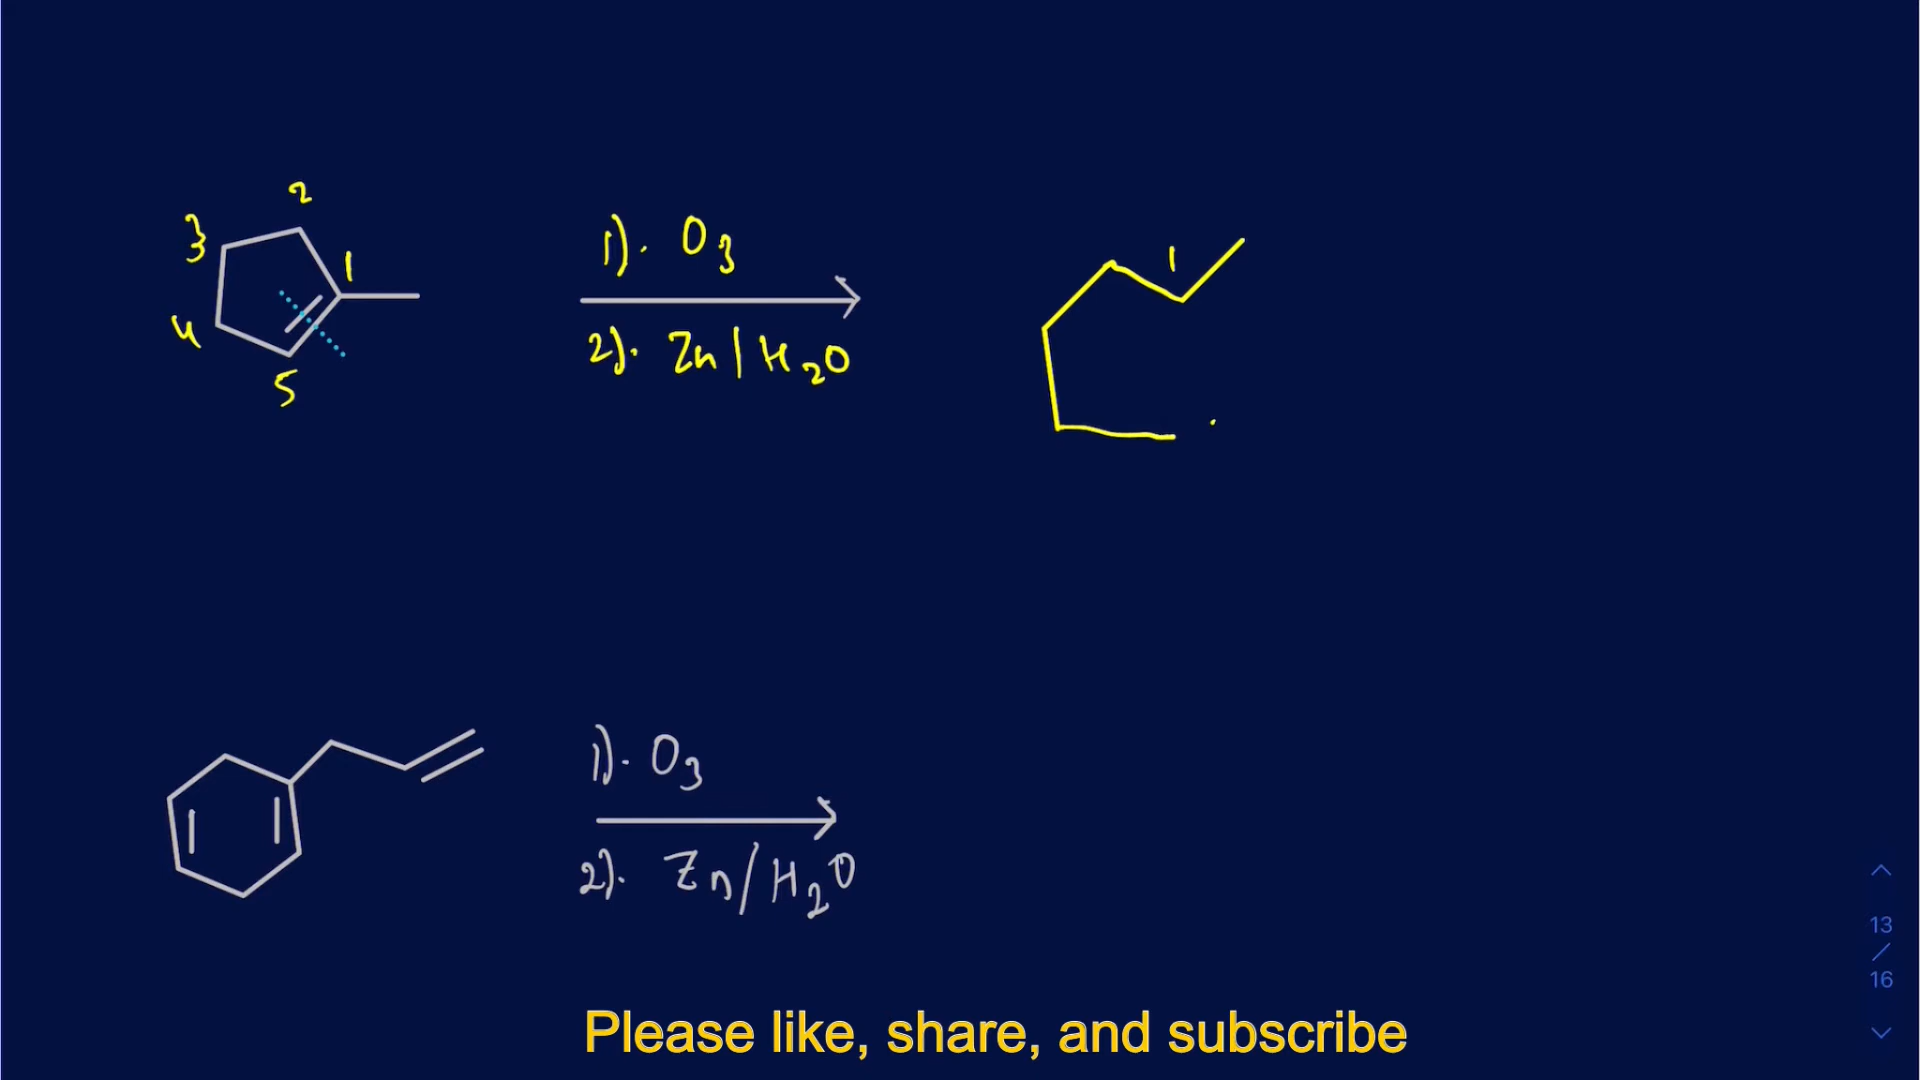 2
3
1
4
5
1). O3
2). Zn/H2O
1
1). O3
2). Zn/H2O
13
/
16
Please like, share, and subscribe